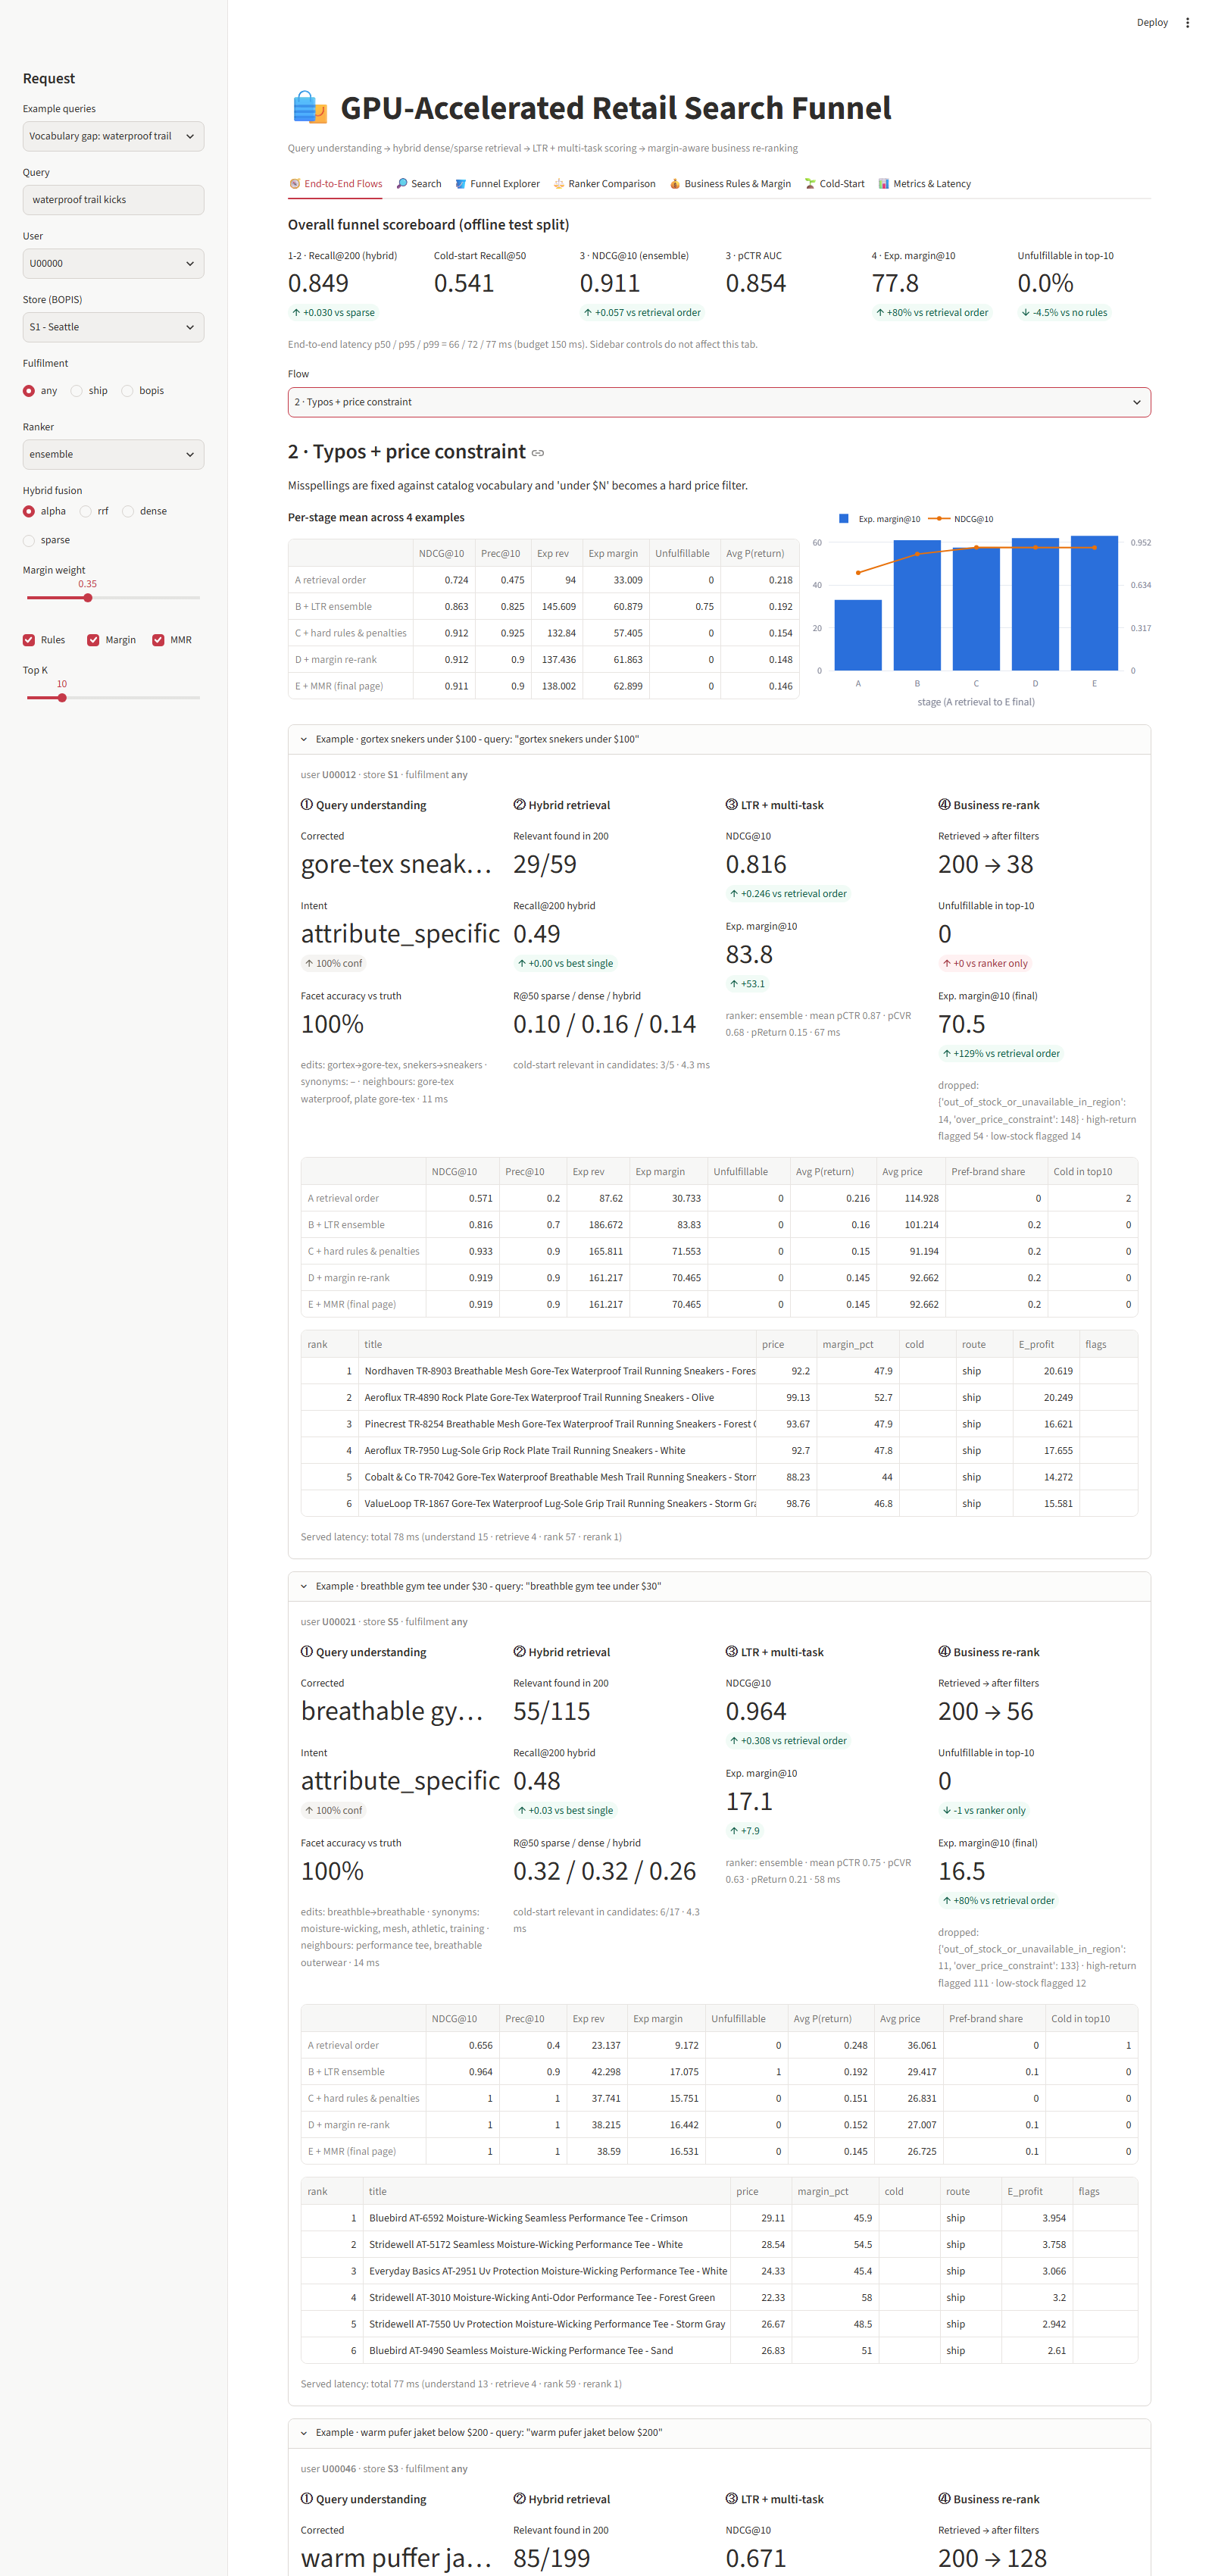 Deploy
Request
Example queries
Vocabulary gap: waterproof trail
Query
waterproof trail kicks
User
U00000
Store (BOPIS)
S1 - Seattle
Fulfilment
any ship bopis
Ranker
ensemble
Hybrid fusion
alpha rrf dense
sparse
Margin weight
0.35
Rules Margin MMR
Top K
10
GPU-Accelerated Retail Search Funnel
Query understanding → hybrid dense/sparse retrieval → LTR + multi-task scoring → margin-aware business re-ranking
End-to-End Flows Search Funnel Explorer Ranker Comparison Business Rules & Margin Cold-Start Metrics & Latency
Overall funnel scoreboard (offline test split)
1-2 · Recall@200 (hybrid) Cold-start Recall@50 3 · NDCG@10 (ensemble) 3 · pCTR AUC 4 · Exp. margin@10 Unfulfillable in top-10
0.849 0.541 0.911 0.854 77.8 0.0%
↑ +0.030 vs sparse ↑ +0.057 vs retrieval order ↑ +80% vs retrieval order ↓ -4.5% vs no rules
End-to-end latency p50 / p95 / p99 = 66 / 72 / 77 ms (budget 150 ms). Sidebar controls do not affect this tab.
Flow
2 · Typos + price constraint
2 · Typos + price constraint
Misspellings are fixed against catalog vocabulary and 'under $N' becomes a hard price filter.
Per-stage mean across 4 examples
NDCG@10 Prec@10 Exp rev Exp margin Unfulfillable Avg P(return)
A retrieval order 0.724 0.475 94 33.009 0 0.218
B + LTR ensemble 0.863 0.825 145.609 60.879 0.75 0.192
C + hard rules & penalties 0.912 0.925 132.84 57.405 0 0.154
D + margin re-rank 0.912 0.9 137.436 61.863 0 0.148
E + MMR (final page) 0.911 0.9 138.002 62.899 0 0.146
Exp. margin@10 NDCG@10
60 0.952
40 0.634
20 0.317
0 0
A B C D E
stage (A retrieval to E final)
Example · gortex snekers under $100 - query: "gortex snekers under $100"
user U00012 · store S1 · fulfilment any
① Query understanding ② Hybrid retrieval ③ LTR + multi-task ④ Business re-rank
Corrected Relevant found in 200 NDCG@10 Retrieved → after filters
gore-tex sneak… 29/59 0.816 200 → 38
↑ +0.246 vs retrieval order
Intent Recall@200 hybrid Exp. margin@10 Unfulfillable in top-10
attribute_specific 0.49 83.8 0
↑ 100% conf ↑ +0.00 vs best single ↑ +53.1 ↑ +0 vs ranker only
Facet accuracy vs truth R@50 sparse / dense / hybrid Exp. margin@10 (final)
100% 0.10 / 0.16 / 0.14 70.5
↑ +129% vs retrieval order
ranker: ensemble · mean pCTR 0.87 · pCVR
0.68 · pReturn 0.15 · 67 ms
edits: gortex→gore-tex, snekers→sneakers ·
synonyms: – · neighbours: gore-tex
waterproof, plate gore-tex · 11 ms
cold-start relevant in candidates: 3/5 · 4.3 ms
dropped:
{'out_of_stock_or_unavailable_in_region':
14, 'over_price_constraint': 148} · high-return
flagged 54 · low-stock flagged 14
NDCG@10 Prec@10 Exp rev Exp margin Unfulfillable Avg P(return) Avg price Pref-brand share Cold in top10
A retrieval order 0.571 0.2 87.62 30.733 0 0.216 114.928 0 2
B + LTR ensemble 0.816 0.7 186.672 83.83 0 0.16 101.214 0.2 0
C + hard rules & penalties 0.933 0.9 165.811 71.553 0 0.15 91.194 0.2 0
D + margin re-rank 0.919 0.9 161.217 70.465 0 0.145 92.662 0.2 0
E + MMR (final page) 0.919 0.9 161.217 70.465 0 0.145 92.662 0.2 0
rank title price margin_pct cold route E_profit flags
1 Nordhaven TR-8903 Breathable Mesh Gore-Tex Waterproof Trail Running Sneakers - Fores 92.2 47.9 ship 20.619
2 Aeroflux TR-4890 Rock Plate Gore-Tex Waterproof Trail Running Sneakers - Olive 99.13 52.7 ship 20.249
3 Pinecrest TR-8254 Breathable Mesh Gore-Tex Waterproof Trail Running Sneakers - Forest 93.67 47.9 ship 16.621
4 Aeroflux TR-7950 Lug-Sole Grip Rock Plate Trail Running Sneakers - White 92.7 47.8 ship 17.655
5 Cobalt & Co TR-7042 Gore-Tex Waterproof Breathable Mesh Trail Running Sneakers - Storr 88.23 44 ship 14.272
6 ValueLoop TR-1867 Gore-Tex Waterproof Lug-Sole Grip Trail Running Sneakers - Storm Gra 98.76 46.8 ship 15.581
Served latency: total 78 ms (understand 15 · retrieve 4 · rank 57 · rerank 1)
Example · breathble gym tee under $30 - query: "breathble gym tee under $30"
user U00021 · store S5 · fulfilment any
① Query understanding ② Hybrid retrieval ③ LTR + multi-task ④ Business re-rank
Corrected Relevant found in 200 NDCG@10 Retrieved → after filters
breathable gy… 55/115 0.964 200 → 56
↑ +0.308 vs retrieval order
Intent Recall@200 hybrid Exp. margin@10 Unfulfillable in top-10
attribute_specific 0.48 17.1 0
↑ 100% conf ↑ +0.03 vs best single ↑ +7.9 ↓ -1 vs ranker only
Facet accuracy vs truth R@50 sparse / dense / hybrid Exp. margin@10 (final)
100% 0.32 / 0.32 / 0.26 16.5
↑ +80% vs retrieval order
ranker: ensemble · mean pCTR 0.75 · pCVR
0.63 · pReturn 0.21 · 58 ms
edits: breathble→breathable · synonyms:
moisture-wicking, mesh, athletic, training ·
neighbours: performance tee, breathable
outerwear · 14 ms
cold-start relevant in candidates: 6/17 · 4.3
ms
dropped:
{'out_of_stock_or_unavailable_in_region':
11, 'over_price_constraint': 133} · high-return
flagged 111 · low-stock flagged 12
NDCG@10 Prec@10 Exp rev Exp margin Unfulfillable Avg P(return) Avg price Pref-brand share Cold in top10
A retrieval order 0.656 0.4 23.137 9.172 0 0.248 36.061 0 1
B + LTR ensemble 0.964 0.9 42.298 17.075 1 0.192 29.417 0.1 0
C + hard rules & penalties 1 1 37.741 15.751 0 0.151 26.831 0 0
D + margin re-rank 1 1 38.215 16.442 0 0.152 27.007 0.1 0
E + MMR (final page) 1 1 38.59 16.531 0 0.145 26.725 0.1 0
rank title price margin_pct cold route E_profit flags
1 Bluebird AT-6592 Moisture-Wicking Seamless Performance Tee - Crimson 29.11 45.9 ship 3.954
2 Stridewell AT-5172 Seamless Moisture-Wicking Performance Tee - White 28.54 54.5 ship 3.758
3 Everyday Basics AT-2951 Uv Protection Moisture-Wicking Performance Tee - White 24.33 45.4 ship 3.066
4 Stridewell AT-3010 Moisture-Wicking Anti-Odor Performance Tee - Forest Green 22.33 58 ship 3.2
5 Stridewell AT-7550 Uv Protection Moisture-Wicking Performance Tee - Storm Gray 26.67 48.5 ship 2.942
6 Bluebird AT-9490 Seamless Moisture-Wicking Performance Tee - Sand 26.83 51 ship 2.61
Served latency: total 77 ms (understand 13 · retrieve 4 · rank 59 · rerank 1)
Example · warm pufer jaket below $200 - query: "warm pufer jaket below $200"
user U00046 · store S3 · fulfilment any
① Query understanding ② Hybrid retrieval ③ LTR + multi-task ④ Business re-rank
Corrected Relevant found in 200 NDCG@10 Retrieved → after filters
warm puffer ja… 85/199 0.671 200 → 128